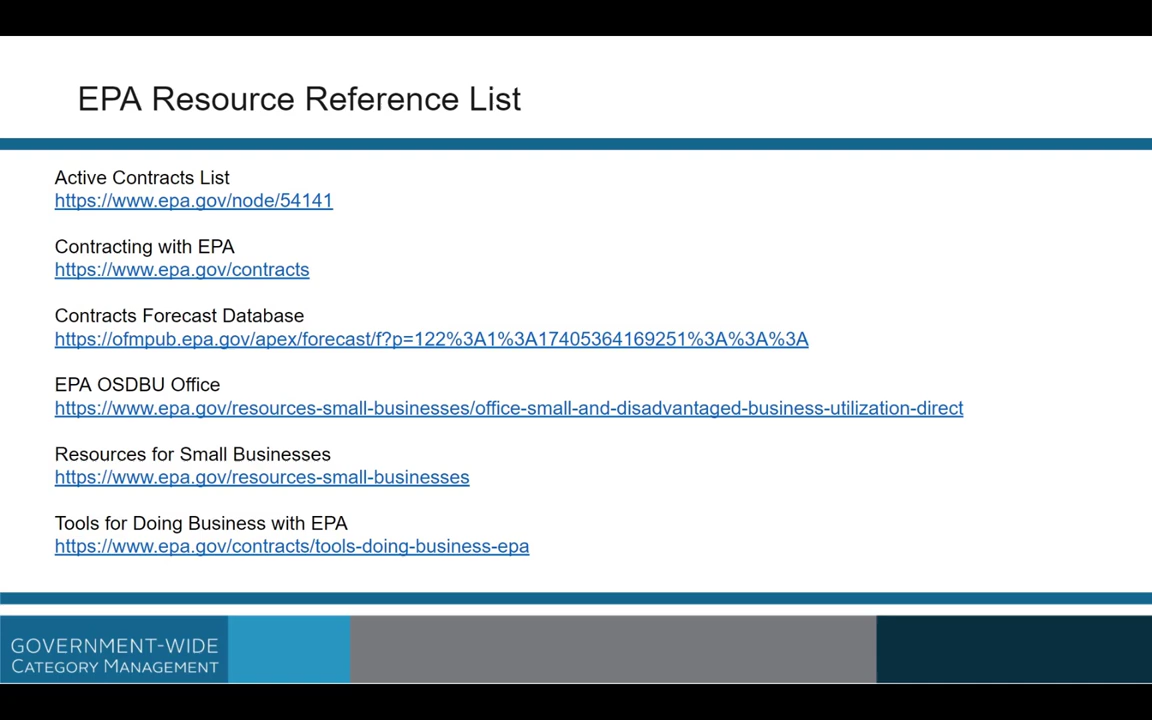 EPA Resource Reference List
Active Contracts List
https://www.epa.gov/node/54141
Contracting with EPA
https://www.epa.gov/contracts
Contracts Forecast Database
https://ofmpub.epa.gov/apex/forecast/f?p=122%3A1%3A17405364169251%3A%3A%3A
EPA OSDBU Office
https://www.epa.gov/resources-small-businesses/office-small-and-disadvantaged-business-utilization-direct
Resources for Small Businesses
https://www.epa.gov/resources-small-businesses
Tools for Doing Business with EPA
https://www.epa.gov/contracts/tools-doing-business-epa
GOVERNMENT-WIDE
CATEGORY MANAGEMENT